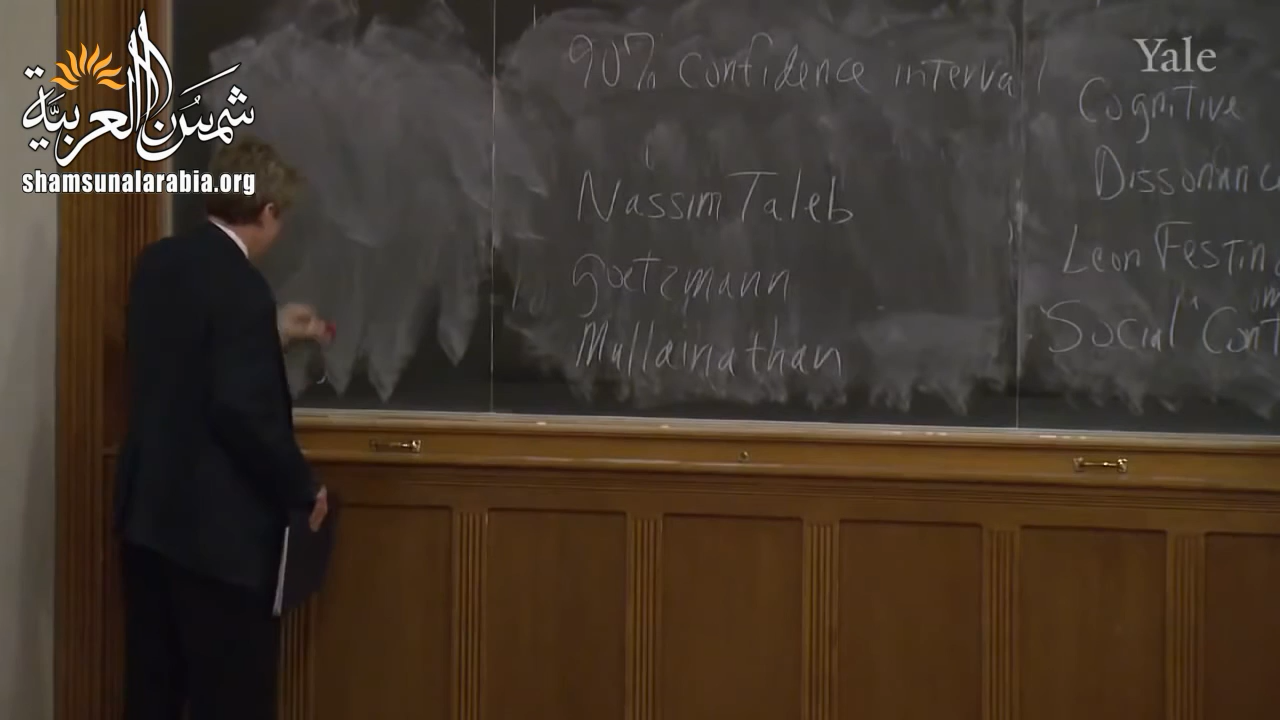 شمس العربية
shamsunalarabia.org
Yale
90% confidence interval
Nassim Taleb
goetzmann
Mullainathan
Cognitive
Dissonanc
Leon Festin
"Social Cont